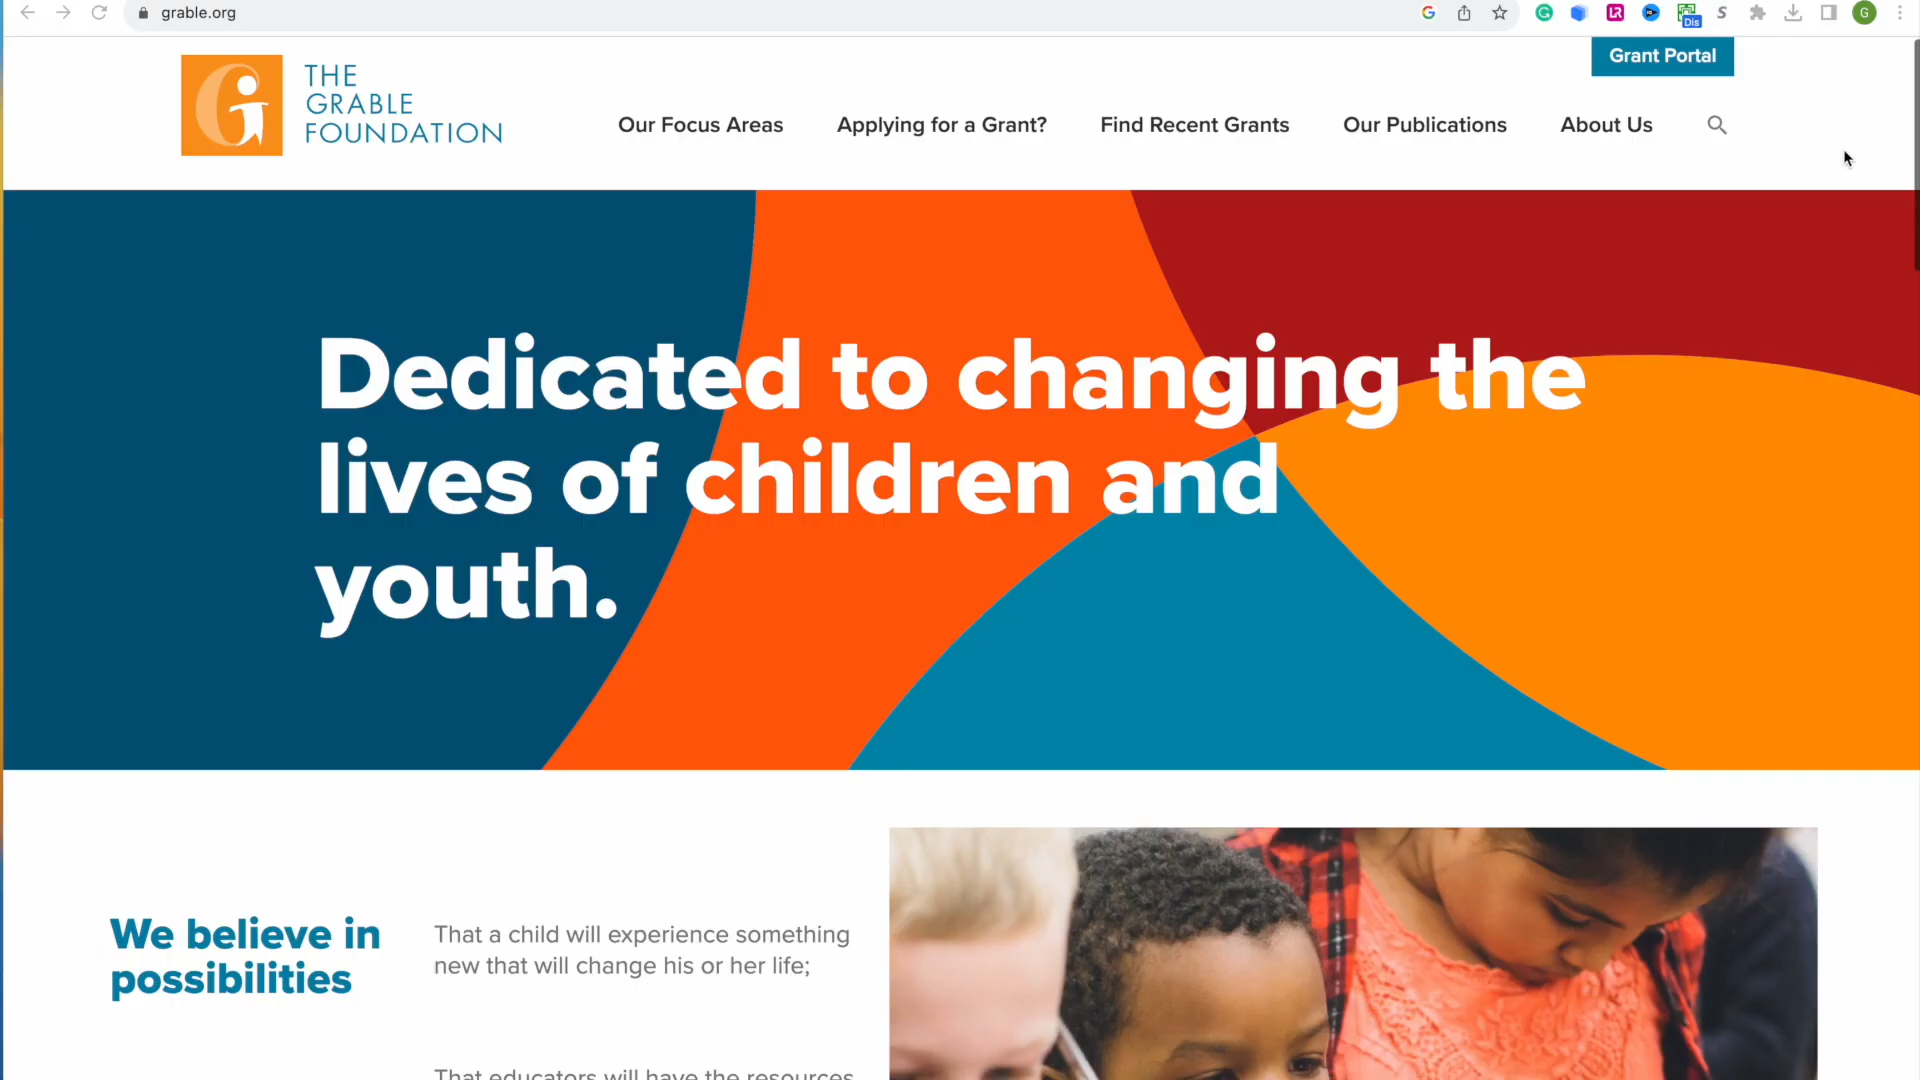 grable.org
Dis
G
Grant Portal
THE
GRABLE
FOUNDATION
Our Focus Areas
Applying for a Grant?
Find Recent Grants
Our Publications
About Us
Dedicated to changing the
lives of children and
youth.
We believe in
possibilities
That a child will experience something
new that will change his or her life;
That educators will have the resources